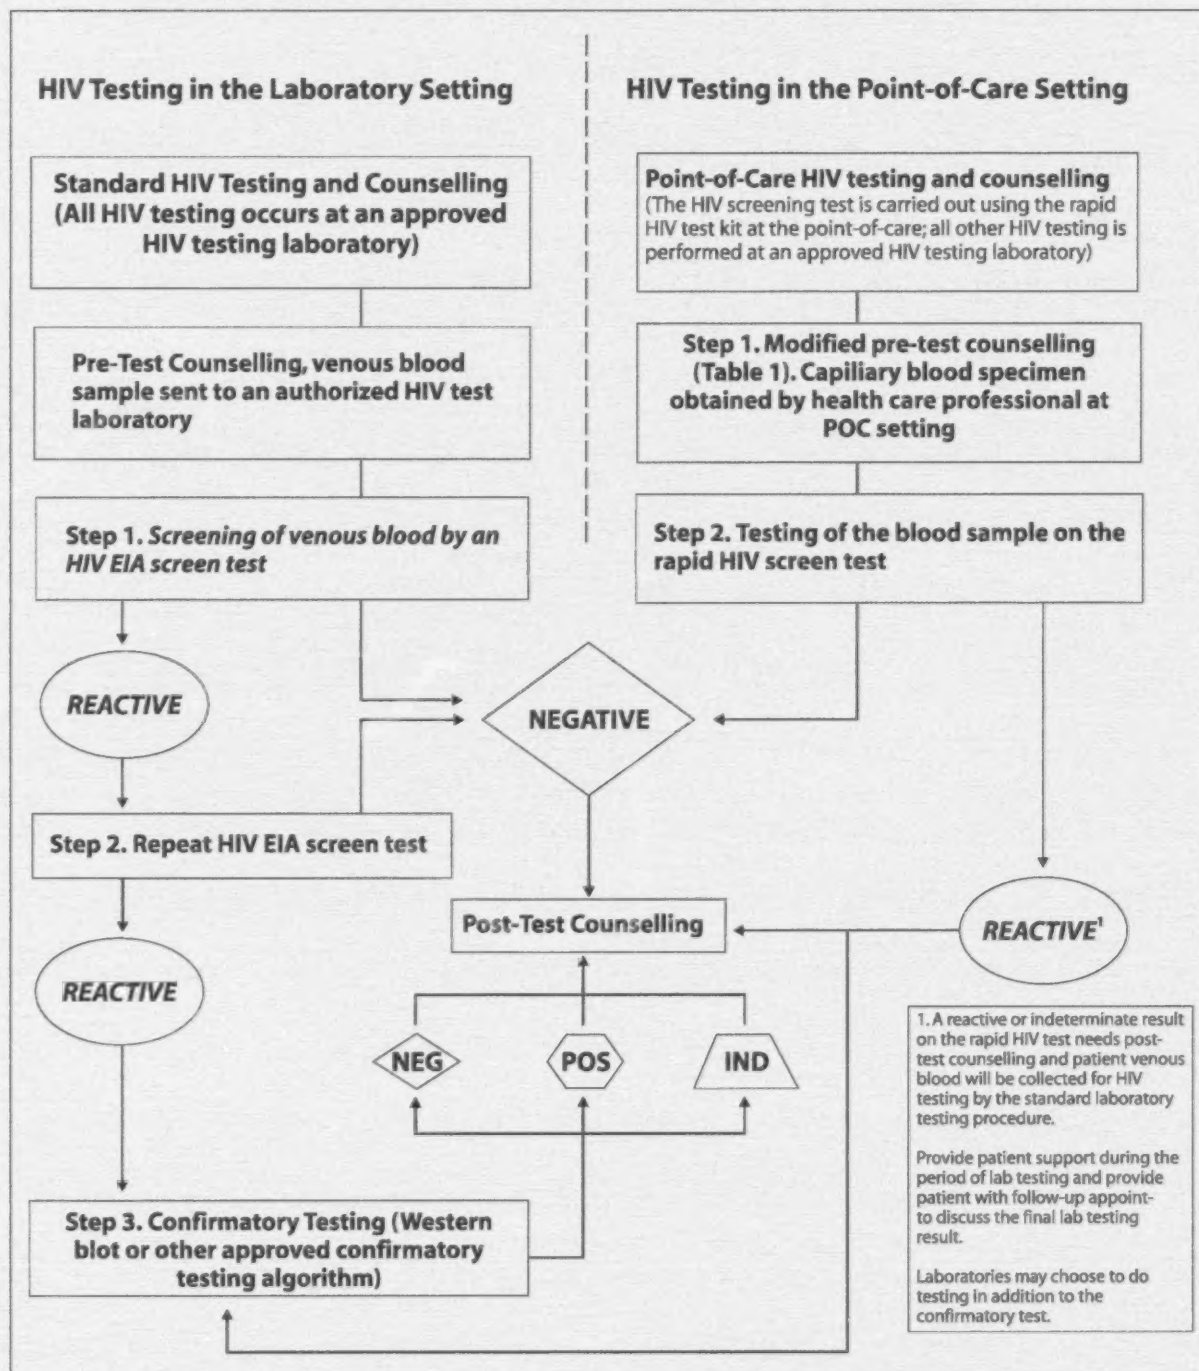 HIV Testing in the Laboratory Setting
Standard HIV Testing and Counselling
(All HIV testing occurs at an approved
HIV testing laboratory)
Pre-Test Counselling, venous blood
sample sent to an authorized HIV test
laboratory
Step 1. Screening of venous blood by an
HIV EIA screen test
REACTIVE
Step 2. Repeat HIV EIA screen test
REACTIVE
Step 3. Confirmatory Testing (Western
blot or other approved confirmatory
testing algorithm)
HIV Testing in the Point-of-Care Setting
Point-of-Care HIV testing and counselling
(The HIV screening test is carried out using the rapid
HIV test kit at the point-of-care; all other HIV testing is
performed at an approved HIV testing laboratory)
Step 1. Modified pre-test counselling
(Table 1). Capiliary blood specimen
obtained by health care professional at
POC setting
Step 2. Testing of the blood sample on the
rapid HIV screen test
NEGATIVE
Post-Test Counselling
NEG
POS
IND
REACTIVE¹
1. A reactive or indeterminate result
on the rapid HIV test needs post-
test counselling and patient venous
blood will be collected for HIV
testing by the standard laboratory
testing procedure.
Provide patient support during the
period of lab testing and provide
patient with follow-up appoint-
to discuss the final lab testing
result.
Laboratories may choose to do
testing in addition to the
confirmatory test.